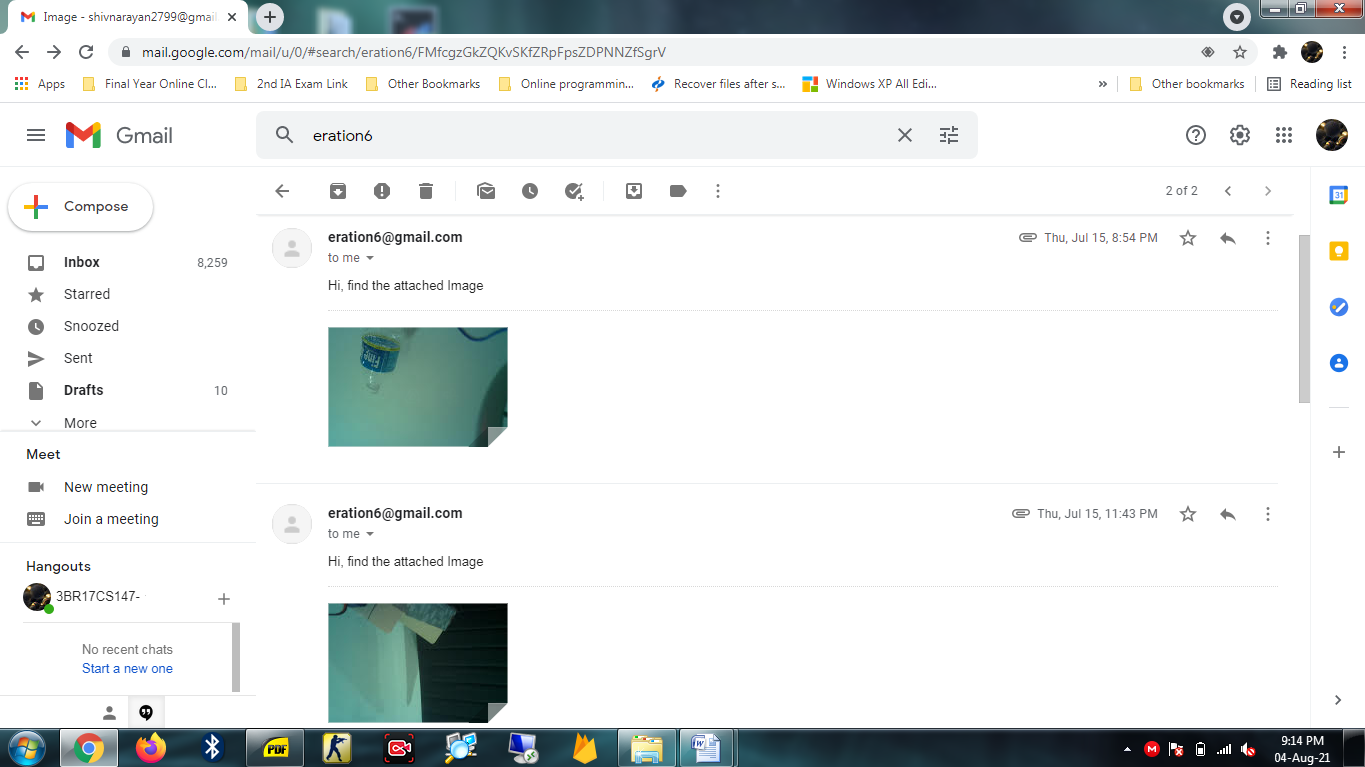 Image - shivnarayan2799@gmail
mail.google.com/mail/u/0/#search/eration6/FMfcgzGkZQKvSKfZRpFpsZDPNNZfSgrV
Apps Final Year Online Cl... 2nd IA Exam Link Other Bookmarks Online programmin... Recover files after s... Windows XP All Edi... » Other bookmarks Reading list
Gmail
eration6
2 of 2
31
Compose
Inbox 8,259
Starred
Snoozed
Sent
Drafts 10
More
Meet
New meeting
Join a meeting
Hangouts
3BR17CS147-
No recent chats
Start a new one
eration6@gmail.com Thu, Jul 15, 8:54 PM
to me
Hi, find the attached Image
Fine
eration6@gmail.com Thu, Jul 15, 11:43 PM
to me
Hi, find the attached Image
PDF
W
M
9:14 PM
04-Aug-21